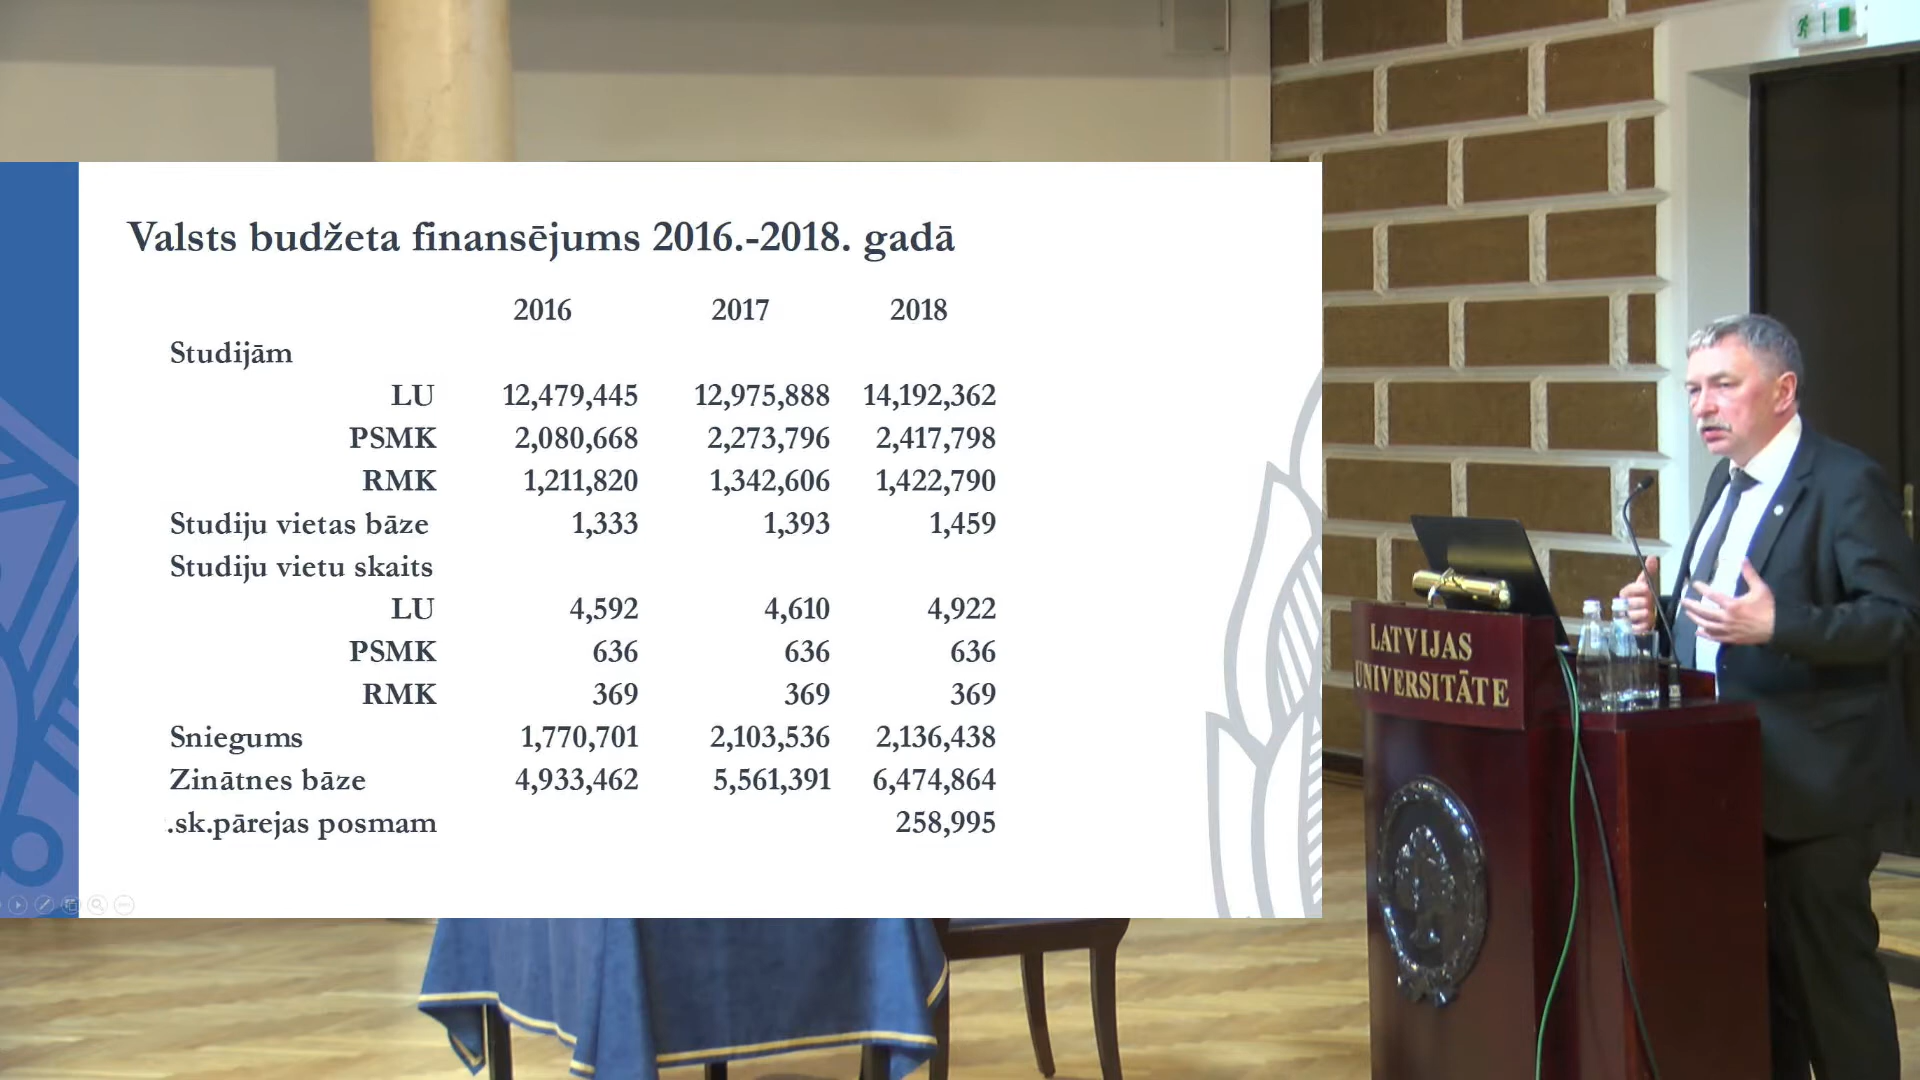 Valsts budžeta finansējums 2016.-2018. gadā
2016 2017 2018
Studijām
LU 12,479,445 12,975,888 14,192,362
PSMK 2,080,668 2,273,796 2,417,798
RMK 1,211,820 1,342,606 1,422,790
Studiju vietas bāze 1,333 1,393 1,459
Studiju vietu skaits
LU 4,592 4,610 4,922
PSMK 636 636 636
RMK 369 369 369
Sniegums 1,770,701 2,103,536 2,136,438
Zinātnes bāze 4,933,462 5,561,391 6,474,864
.sk.pārejas posmam 258,995
LATVIJAS
UNIVERSITĀTE